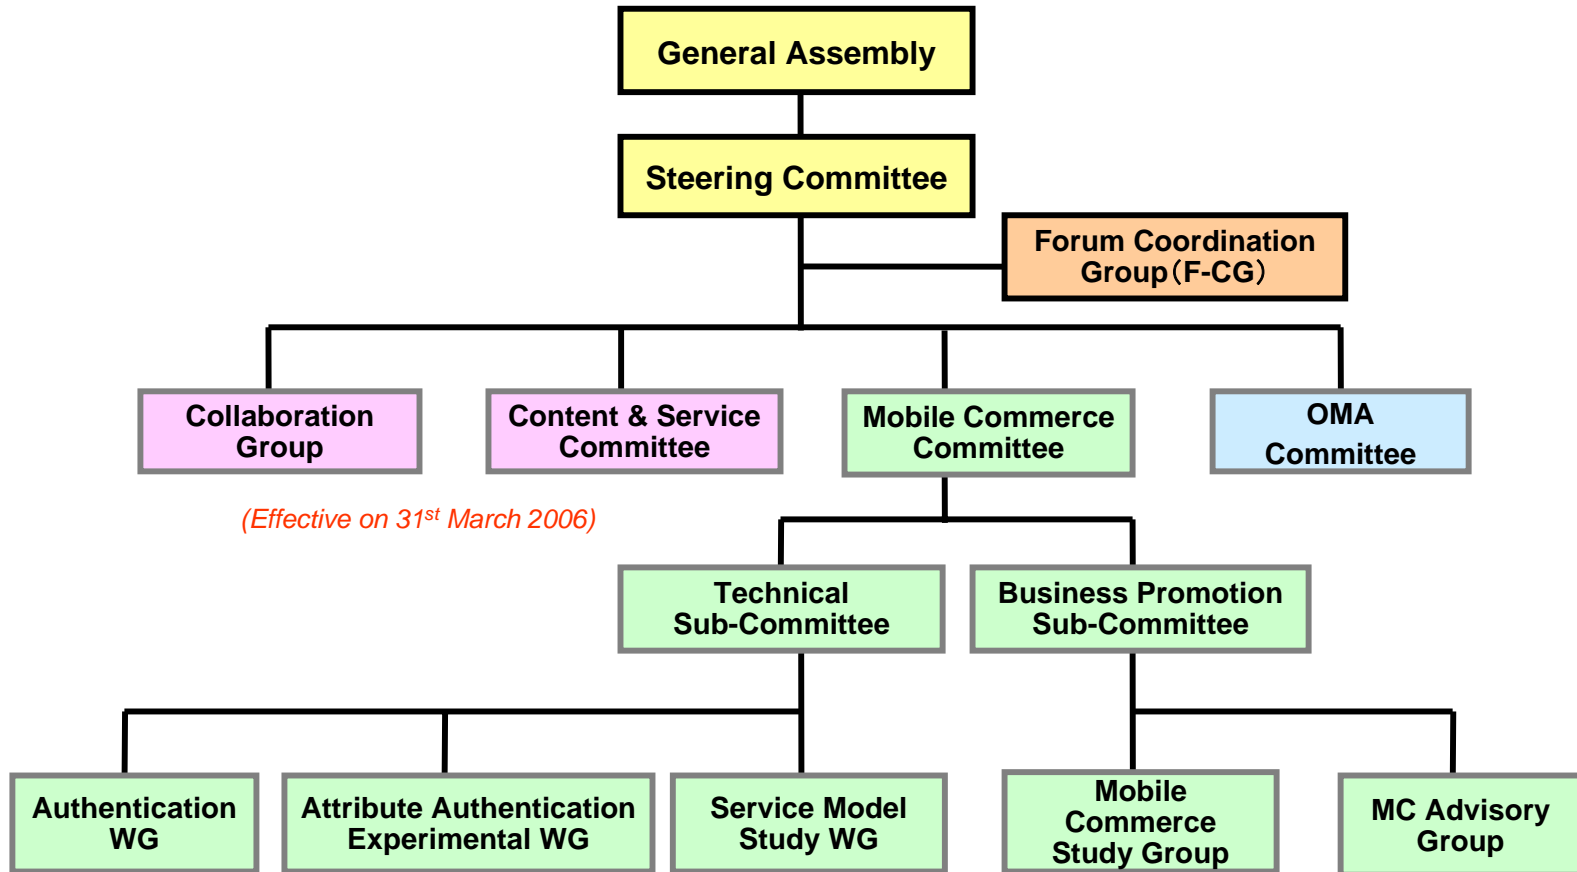 General Assembly
Steering Committee
Forum Coordination
Group（F-CG）
Collaboration
Group
Content & Service
Committee
Mobile Commerce
Committee
OMA
Committee
(Effective on 31st March 2006)
Technical
Sub-Committee
Business Promotion
Sub-Committee
Authentication
WG
Attribute Authentication
Experimental WG
Service Model
Study WG
Mobile
Commerce
Study Group
MC Advisory
Group